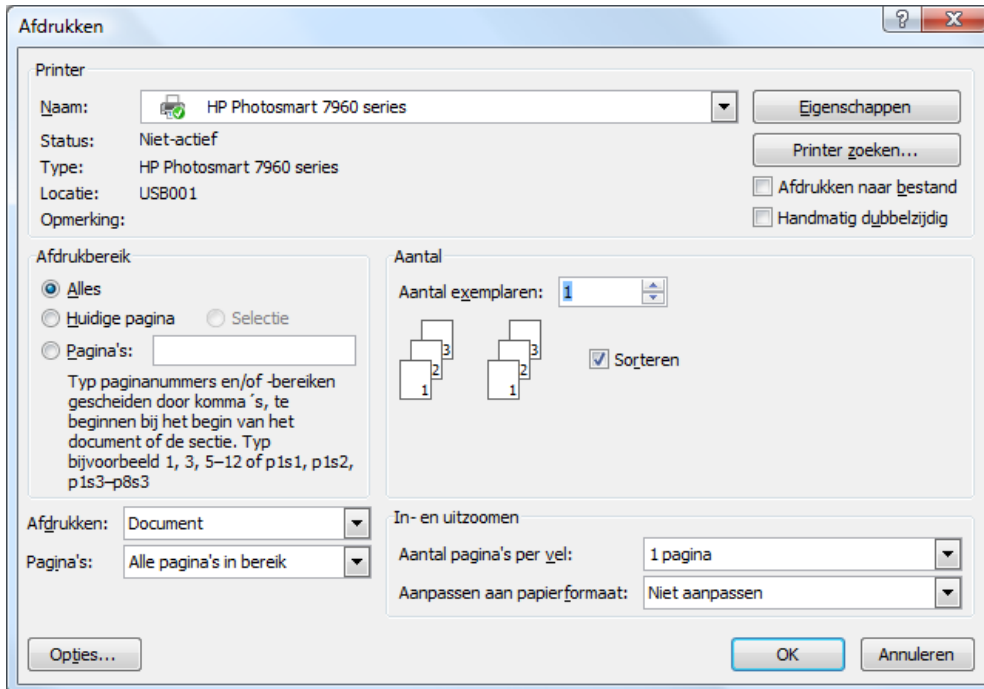 Afdrukken
Printer
Naam: HP Photosmart 7960 series
Eigenschappen
Status: Niet-actief
Printer zoeken...
Type: HP Photosmart 7960 series
Locatie: USB001
Afdrukken naar bestand
Opmerking:
Handmatig dubbelzijdig
Afdrukbereik
Alles
Huidige pagina Selectie
Pagina's:
Typ paginanummers en/of -bereiken
gescheiden door komma ´s, te
beginnen bij het begin van het
document of de sectie. Typ
bijvoorbeeld 1, 3, 5–12 of p1s1, p1s2,
p1s3–p8s3
Aantal
Aantal exemplaren: 1
3 3
2 2
1 1
Sorteren
Afdrukken: Document
Pagina's: Alle pagina's in bereik
In- en uitzoomen
Aantal pagina's per vel: 1 pagina
Aanpassen aan papierformaat: Niet aanpassen
Opties...
OK
Annuleren